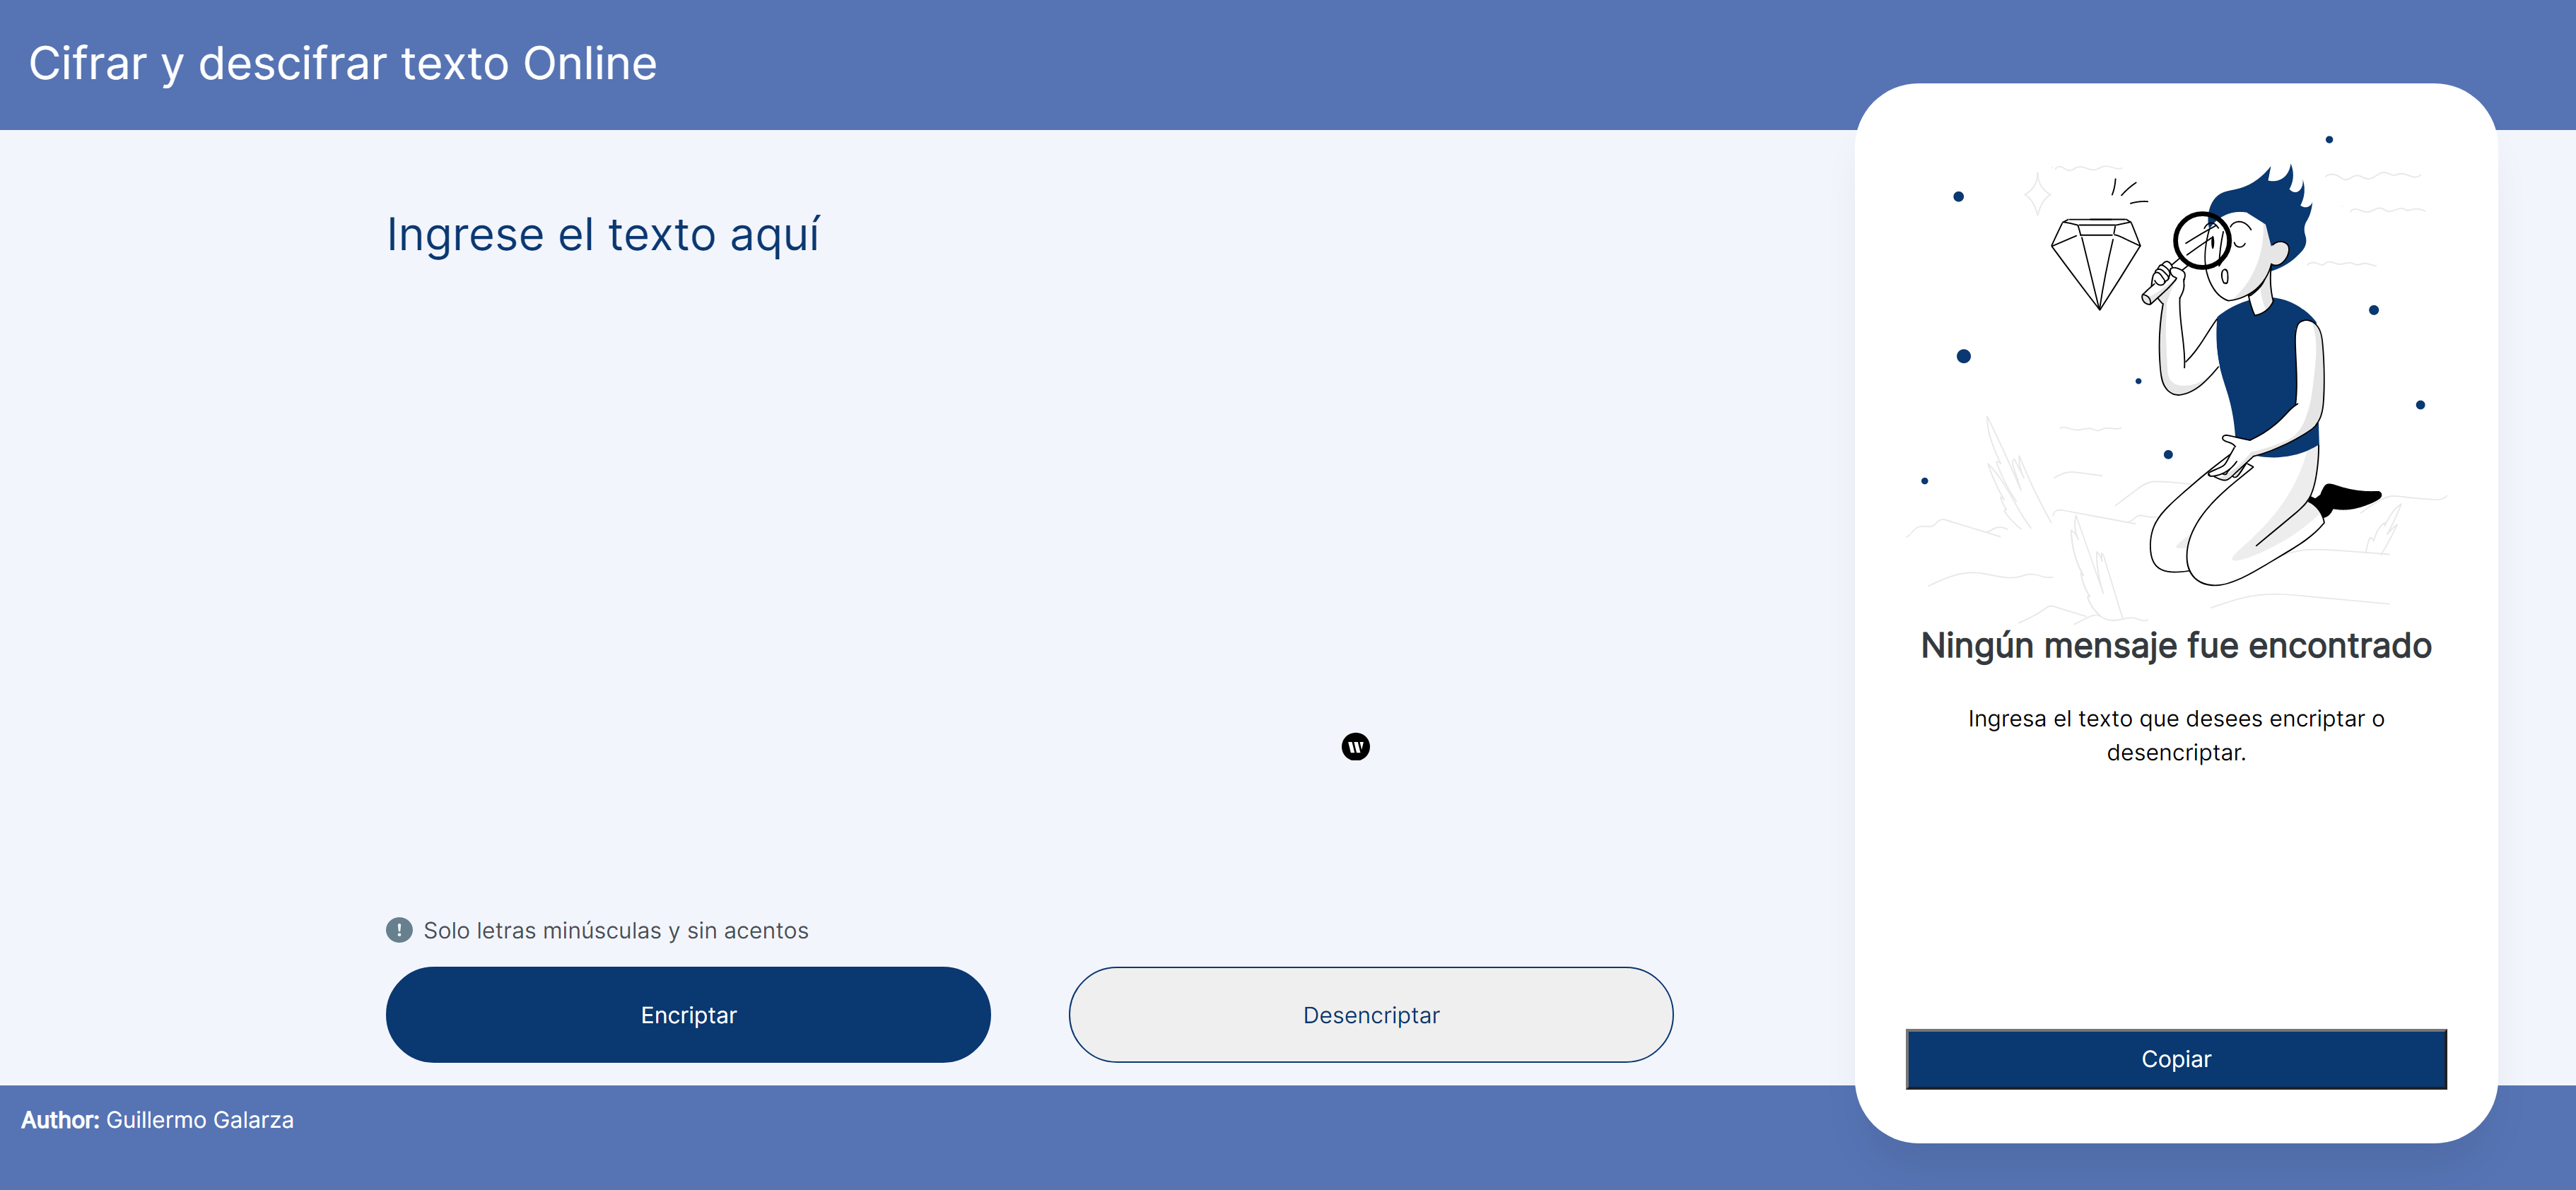 Cifrar y descifrar texto Online
Ingrese el texto aquí
Solo letras minúsculas y sin acentos
Encriptar
Desencriptar
Ningún mensaje fue encontrado
Ingresa el texto que desees encriptar o
desencriptar.
Copiar
Author: Guillermo Galarza